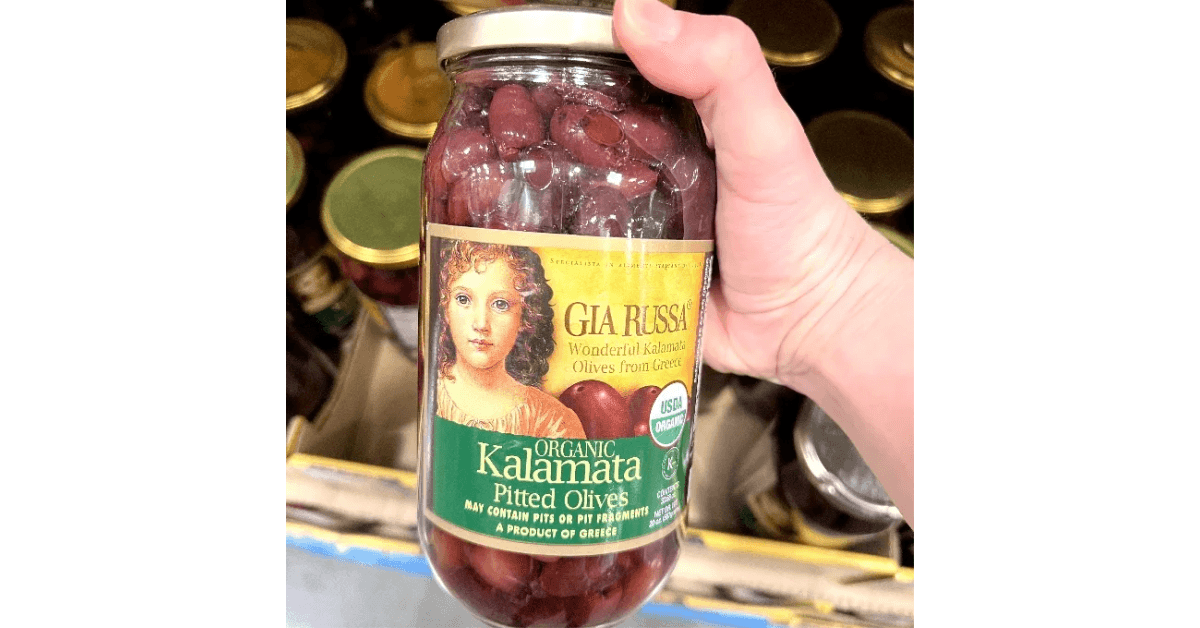 GIA RUSSA®
Wonderful Kalamata
Olives from Greece
USDA
ORGANIC
K
ORGANIC
Kalamata
Pitted Olives
MAY CONTAIN PITS OR PIT FRAGMENTS
A PRODUCT OF GREECE